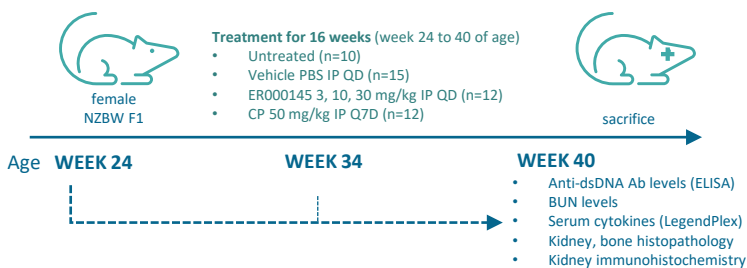 Treatment for 16 weeks (week 24 to 40 of age)
• Untreated (n=10)
• Vehicle PBS IP QD (n=15)
• ER000145 3, 10, 30 mg/kg IP QD (n=12)
• CP 50 mg/kg IP Q7D (n=12)
female
NZBW F1
sacrifice
Age WEEK 24 WEEK 34 WEEK 40
• Anti-dsDNA Ab levels (ELISA)
• BUN levels
• Serum cytokines (LegendPlex)
• Kidney, bone histopathology
• Kidney immunohistochemistry